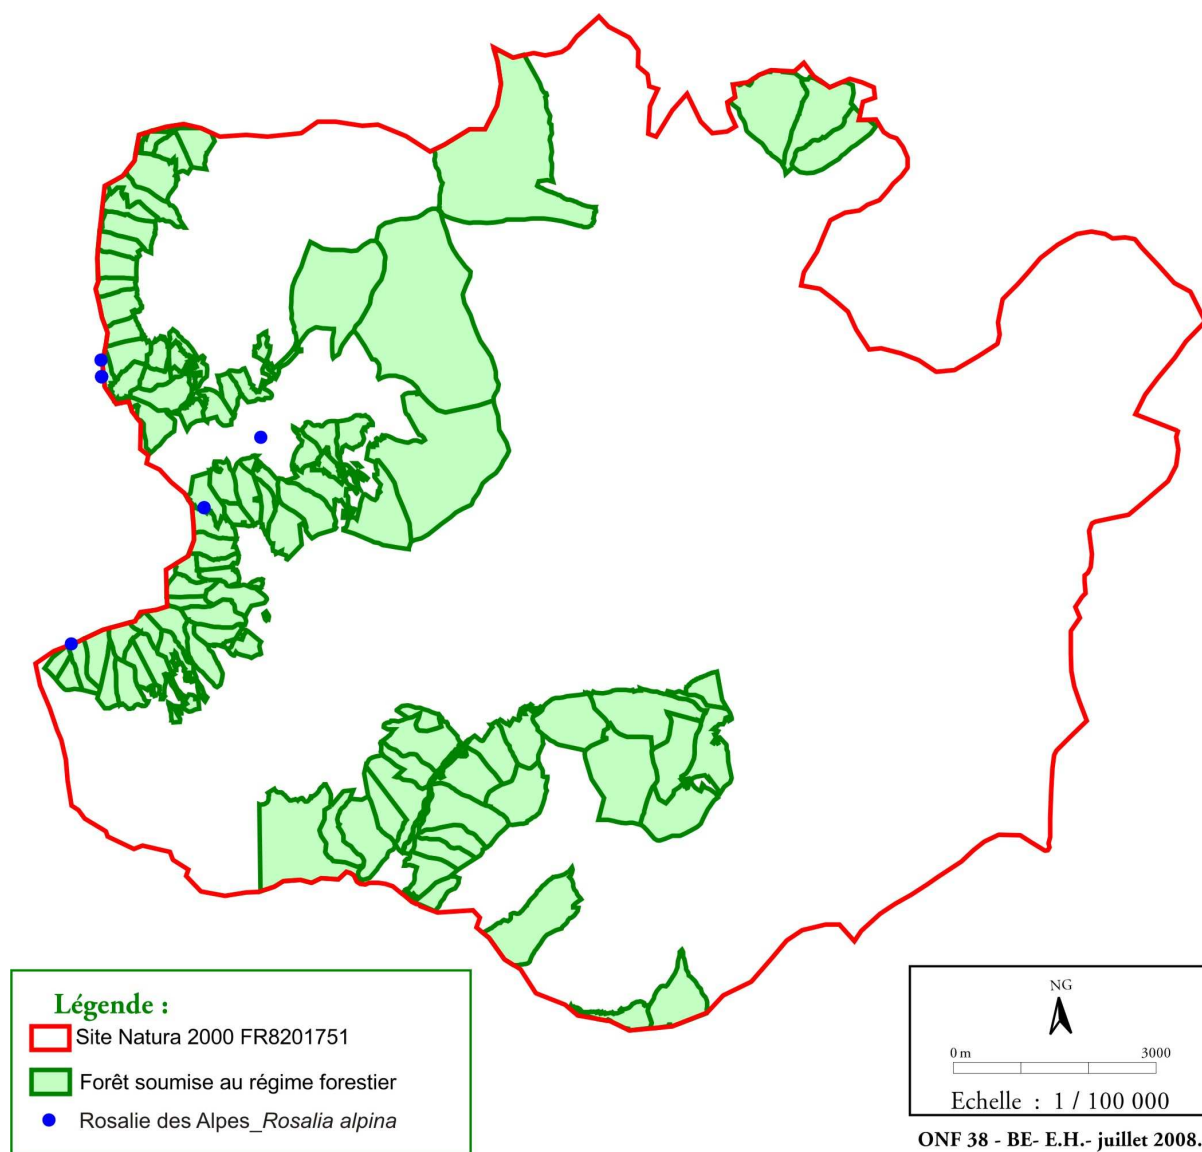 Légende :
Site Natura 2000 FR8201751
Forêt soumise au régime forestier
Rosalie des Alpes_Rosalia alpina
NG
0 m 3000
Echelle : 1 / 100 000
ONF 38 - BE- E.H.- juillet 2008.